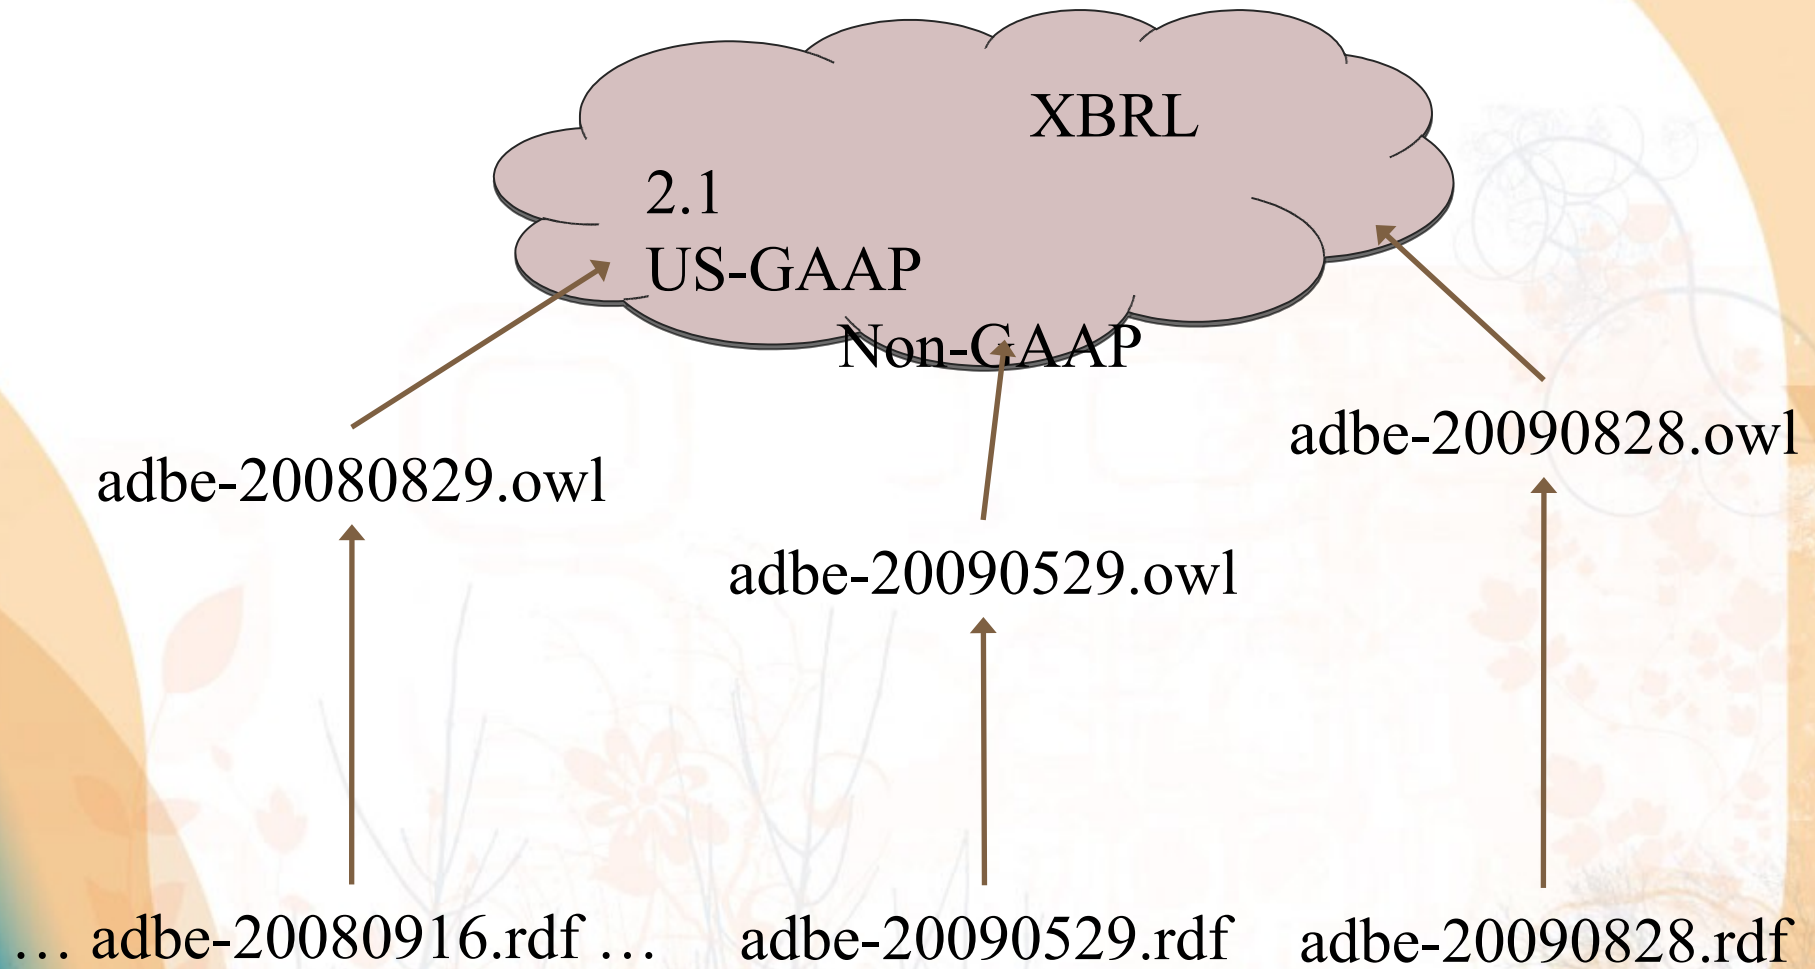 XBRL
2.1
US-GAAP
Non-GAAP
adbe-20090828.owl
adbe-20080829.owl
adbe-20090529.owl
… adbe-20080916.rdf …
adbe-20090529.rdf
adbe-20090828.rdf